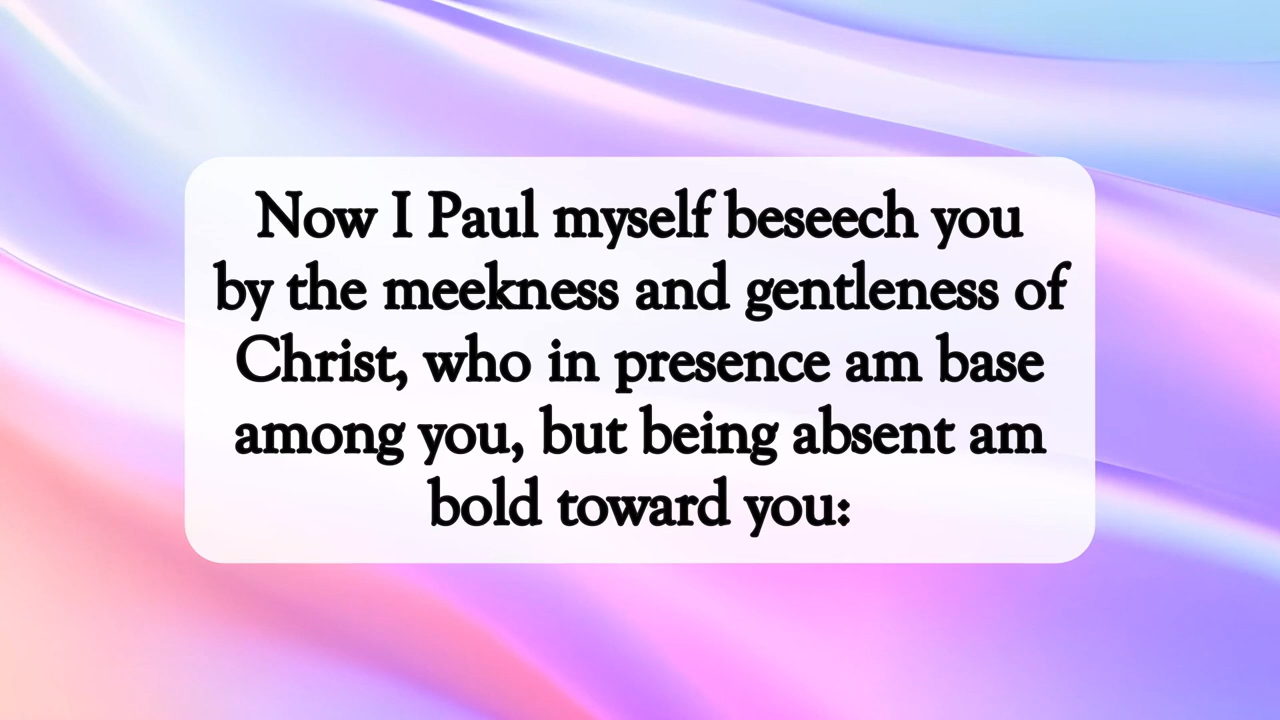 Now I Paul myself beseech you
by the meekness and gentleness of
Christ, who in presence am base
among you, but being absent am
bold toward you: